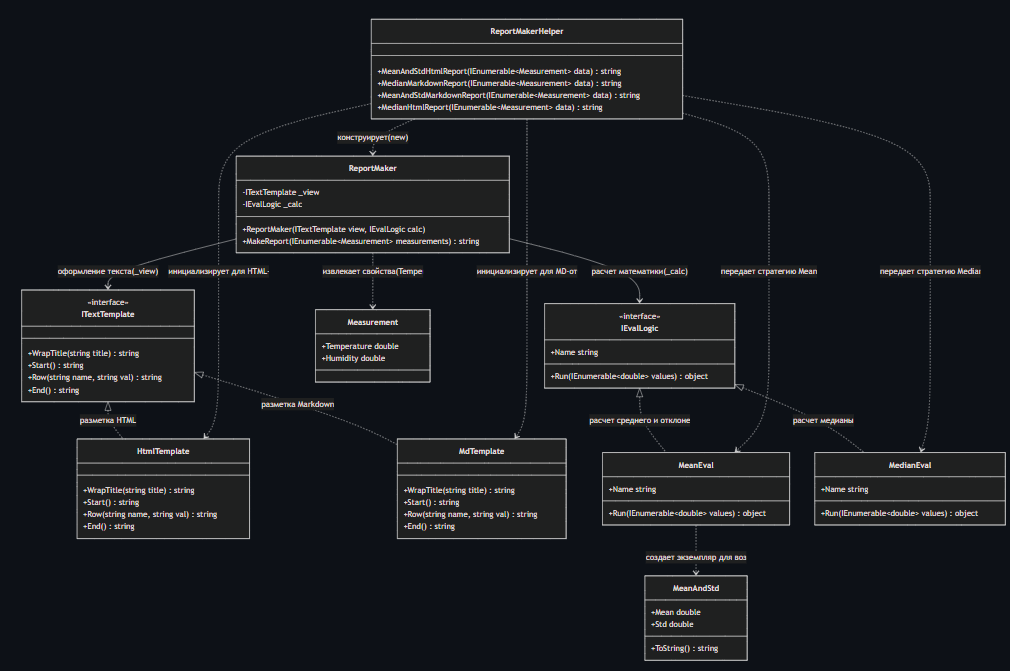 ReportMakerHelper
+MeanAndStdHtmlReport(IEnumerable<Measurement> data) : string
+MedianMarkdownReport(IEnumerable<Measurement> data) : string
+MeanAndStdMarkdownReport(IEnumerable<Measurement> data) : string
+MedianHtmlReport(IEnumerable<Measurement> data) : string
конструирует(new)
ReportMaker
-ITextTemplate _view
-IEvalLogic _calc
+ReportMaker(ITextTemplate view, IEvalLogic calc)
+MakeReport(IEnumerable<Measurement> measurements) : string
оформление текста(_view)
инициализирует для HTML-
извлекает свойства(Tempe
инициализирует для MD-от
расчет математики(_calc)
передает стратегию Mean
передает стратегию Media
«interface»
ITextTemplate
+WrapTitle(string title) : string
+Start() : string
+Row(string name, string val) : string
+End() : string
Measurement
+Temperature double
+Humidity double
«interface»
IEvalLogic
+Name string
+Run(IEnumerable<double> values) : object
разметка HTML
разметка Markdown
расчет среднего и отклоне
расчет медианы
HtmlTemplate
+WrapTitle(string title) : string
+Start() : string
+Row(string name, string val) : string
+End() : string
MdTemplate
+WrapTitle(string title) : string
+Start() : string
+Row(string name, string val) : string
+End() : string
MeanEval
+Name string
+Run(IEnumerable<double> values) : object
MedianEval
+Name string
+Run(IEnumerable<double> values) : object
создает экземпляр для воз
MeanAndStd
+Mean double
+Std double
+ToString() : string